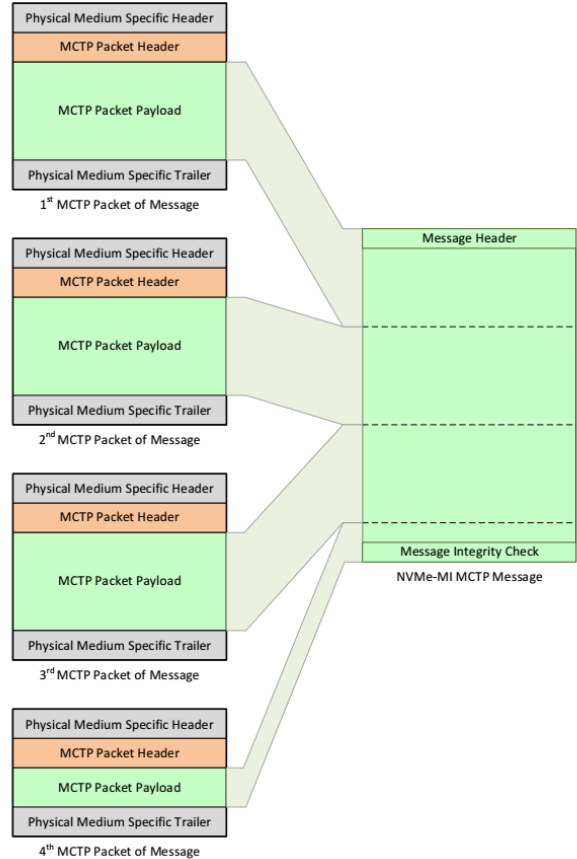 Physical Medium Specific Header
MCTP Packet Header
MCTP Packet Payload
Physical Medium Specific Trailer
1st MCTP Packet of Message
Physical Medium Specific Header
MCTP Packet Header
MCTP Packet Payload
Physical Medium Specific Trailer
2nd MCTP Packet of Message
Physical Medium Specific Header
MCTP Packet Header
MCTP Packet Payload
Physical Medium Specific Trailer
3rd MCTP Packet of Message
Physical Medium Specific Header
MCTP Packet Header
MCTP Packet Payload
Physical Medium Specific Trailer
4th MCTP Packet of Message
Message Header
Message Integrity Check
NVMe-MI MCTP Message